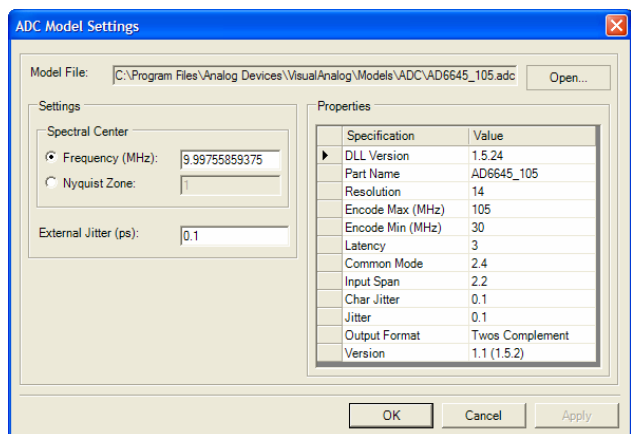 ADC Model Settings
Model File: C:\Program Files\Analog Devices\VisualAnalog\Models\ADC\AD6645_105.adc Open...
Settings
Spectral Center
Frequency (MHz): 9.99755859375
Nyquist Zone: 1
External Jitter (ps): 0.1
Properties
Specification Value
DLL Version 1.5.24
Part Name AD6645_105
Resolution 14
Encode Max (MHz) 105
Encode Min (MHz) 30
Latency 3
Common Mode 2.4
Input Span 2.2
Char Jitter 0.1
Jitter 0.1
Output Format Twos Complement
Version 1.1 (1.5.2)
OK Cancel Apply